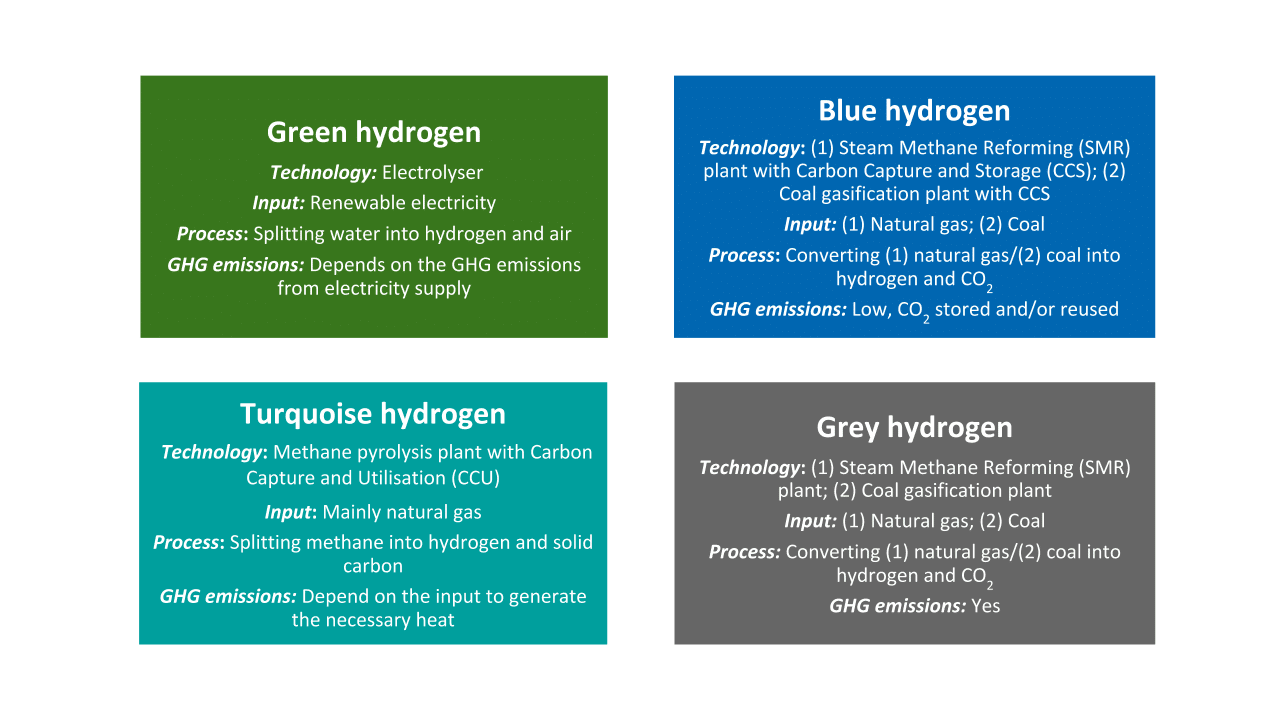 Green hydrogen
Technology: Electrolyser
Input: Renewable electricity
Process: Splitting water into hydrogen and air
GHG emissions: Depends on the GHG emissions
from electricity supply
Blue hydrogen
Technology: (1) Steam Methane Reforming (SMR)
plant with Carbon Capture and Storage (CCS); (2)
Coal gasification plant with CCS
Input: (1) Natural gas; (2) Coal
Process: Converting (1) natural gas/(2) coal into
hydrogen and CO2
GHG emissions: Low, CO2 stored and/or reused
Turquoise hydrogen
Technology: Methane pyrolysis plant with Carbon
Capture and Utilisation (CCU)
Input: Mainly natural gas
Process: Splitting methane into hydrogen and solid
carbon
GHG emissions: Depend on the input to generate
the necessary heat
Grey hydrogen
Technology: (1) Steam Methane Reforming (SMR)
plant; (2) Coal gasification plant
Input: (1) Natural gas; (2) Coal
Process: Converting (1) natural gas/(2) coal into
hydrogen and CO2
GHG emissions: Yes